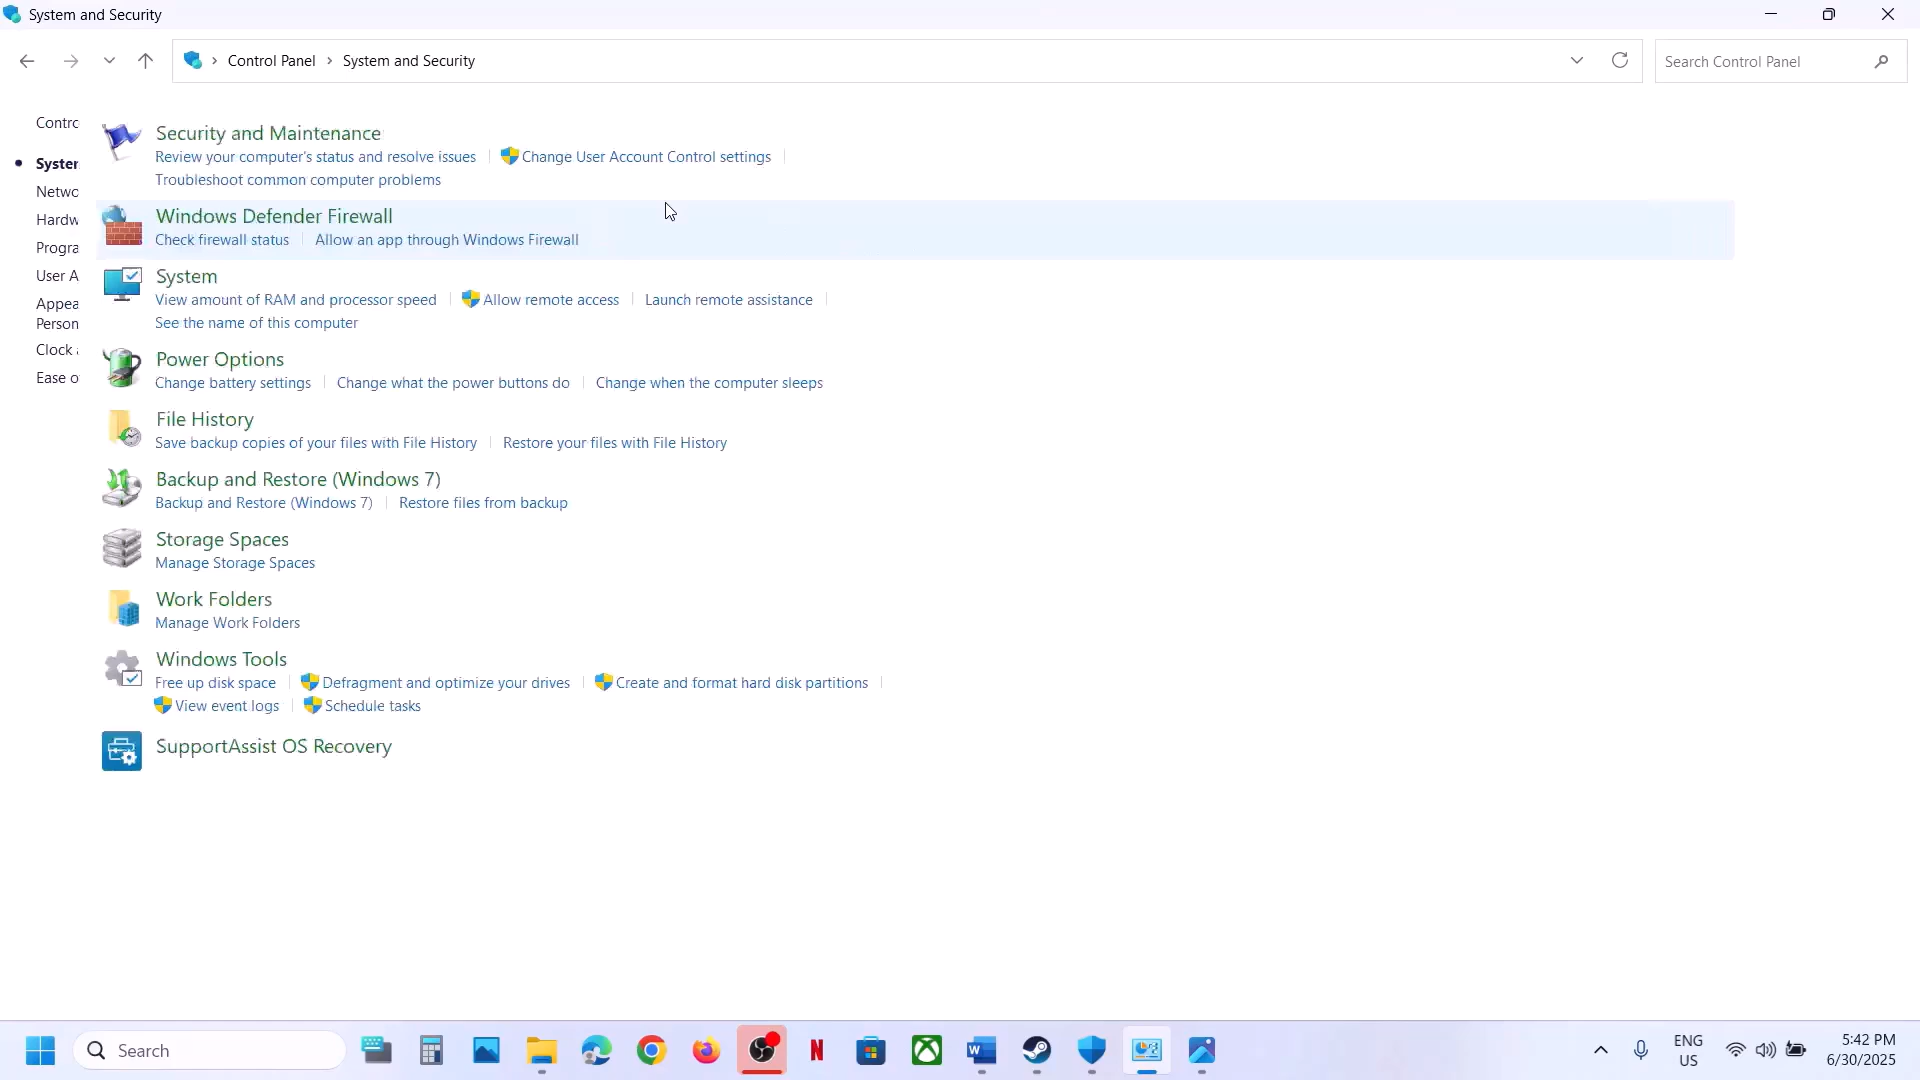 System and Security
Control Panel
System and Security
Search Control Panel
Contro
System
Netwo
Hardw
Progra
User A
Appea
Person
Clock
Ease o
Security and Maintenance
Review your computer's status and resolve issues
Change User Account Control settings
Troubleshoot common computer problems
Windows Defender Firewall
Check firewall status
Allow an app through Windows Firewall
System
View amount of RAM and processor speed
Allow remote access
Launch remote assistance
See the name of this computer
Power Options
Change battery settings
Change what the power buttons do
Change when the computer sleeps
File History
Save backup copies of your files with File History
Restore your files with File History
Backup and Restore (Windows 7)
Backup and Restore (Windows 7)
Restore files from backup
Storage Spaces
Manage Storage Spaces
Work Folders
Manage Work Folders
Windows Tools
Free up disk space
Defragment and optimize your drives
Create and format hard disk partitions
View event logs
Schedule tasks
SupportAssist OS Recovery
Search
ENG
US
5:42 PM
6/30/2025